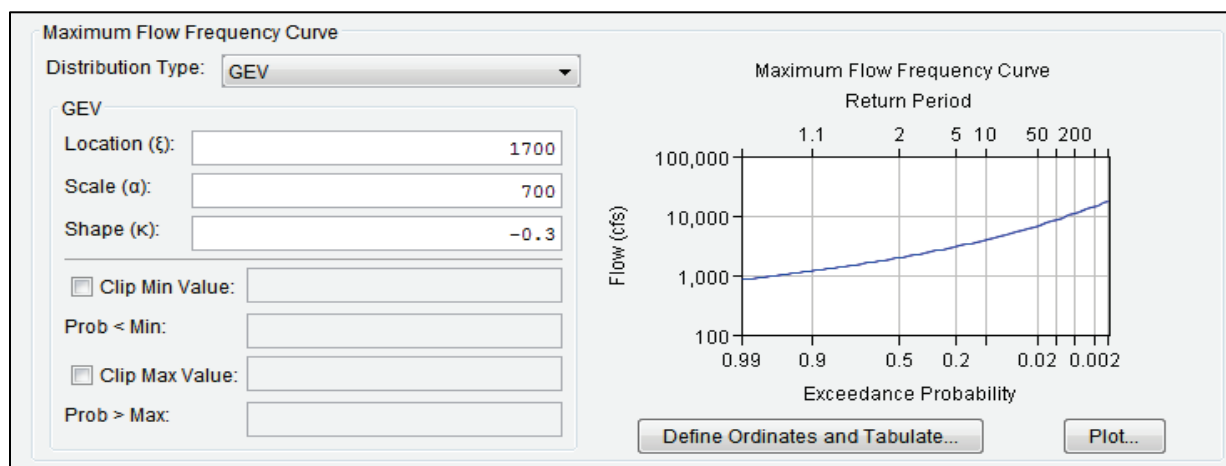 Maximum Flow Frequency Curve
Distribution Type: GEV
GEV
Location (ξ): 1700
Scale (α): 700
Shape (κ): -0.3
Clip Min Value:
Prob < Min:
Clip Max Value:
Prob > Max:
Maximum Flow Frequency Curve
Return Period
1.1 2 5 10 50 200
100,000
10,000
1,000
100
Flow (cfs)
0.99 0.9 0.5 0.2 0.02 0.002
Exceedance Probability
Define Ordinates and Tabulate... Plot...